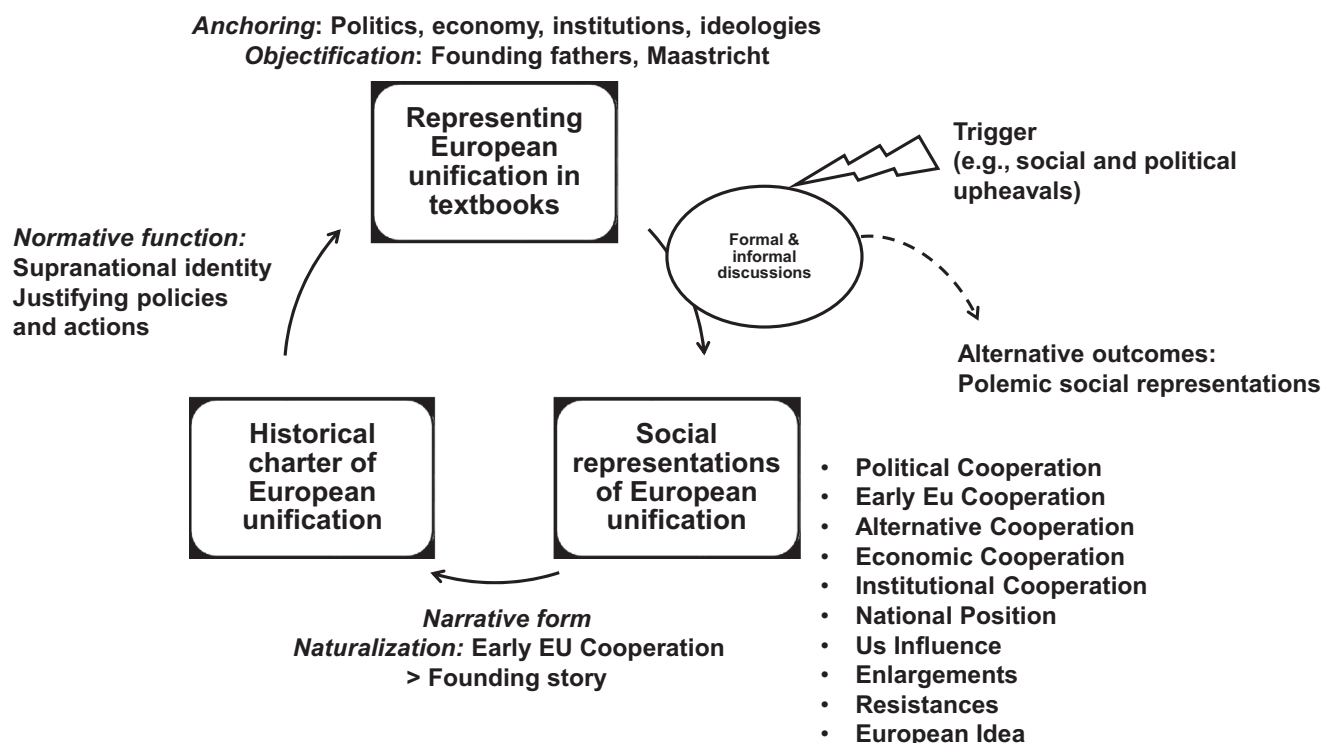 Anchoring: Politics, economy, institutions, ideologies
Objectification: Founding fathers, Maastricht
Representing
European
unification in
textbooks
Trigger
(e.g., social and political
upheavals)
Formal &
informal
discussions
Normative function:
Supranational identity
Justifying policies
and actions
Alternative outcomes:
Polemic social representations
Historical
charter of
European
unification
Social
representations
of European
unification
• Political Cooperation
• Early Eu Cooperation
• Alternative Cooperation
• Economic Cooperation
• Institutional Cooperation
• National Position
• Us Influence
• Enlargements
• Resistances
• European Idea
Narrative form
Naturalization: Early EU Cooperation
> Founding story